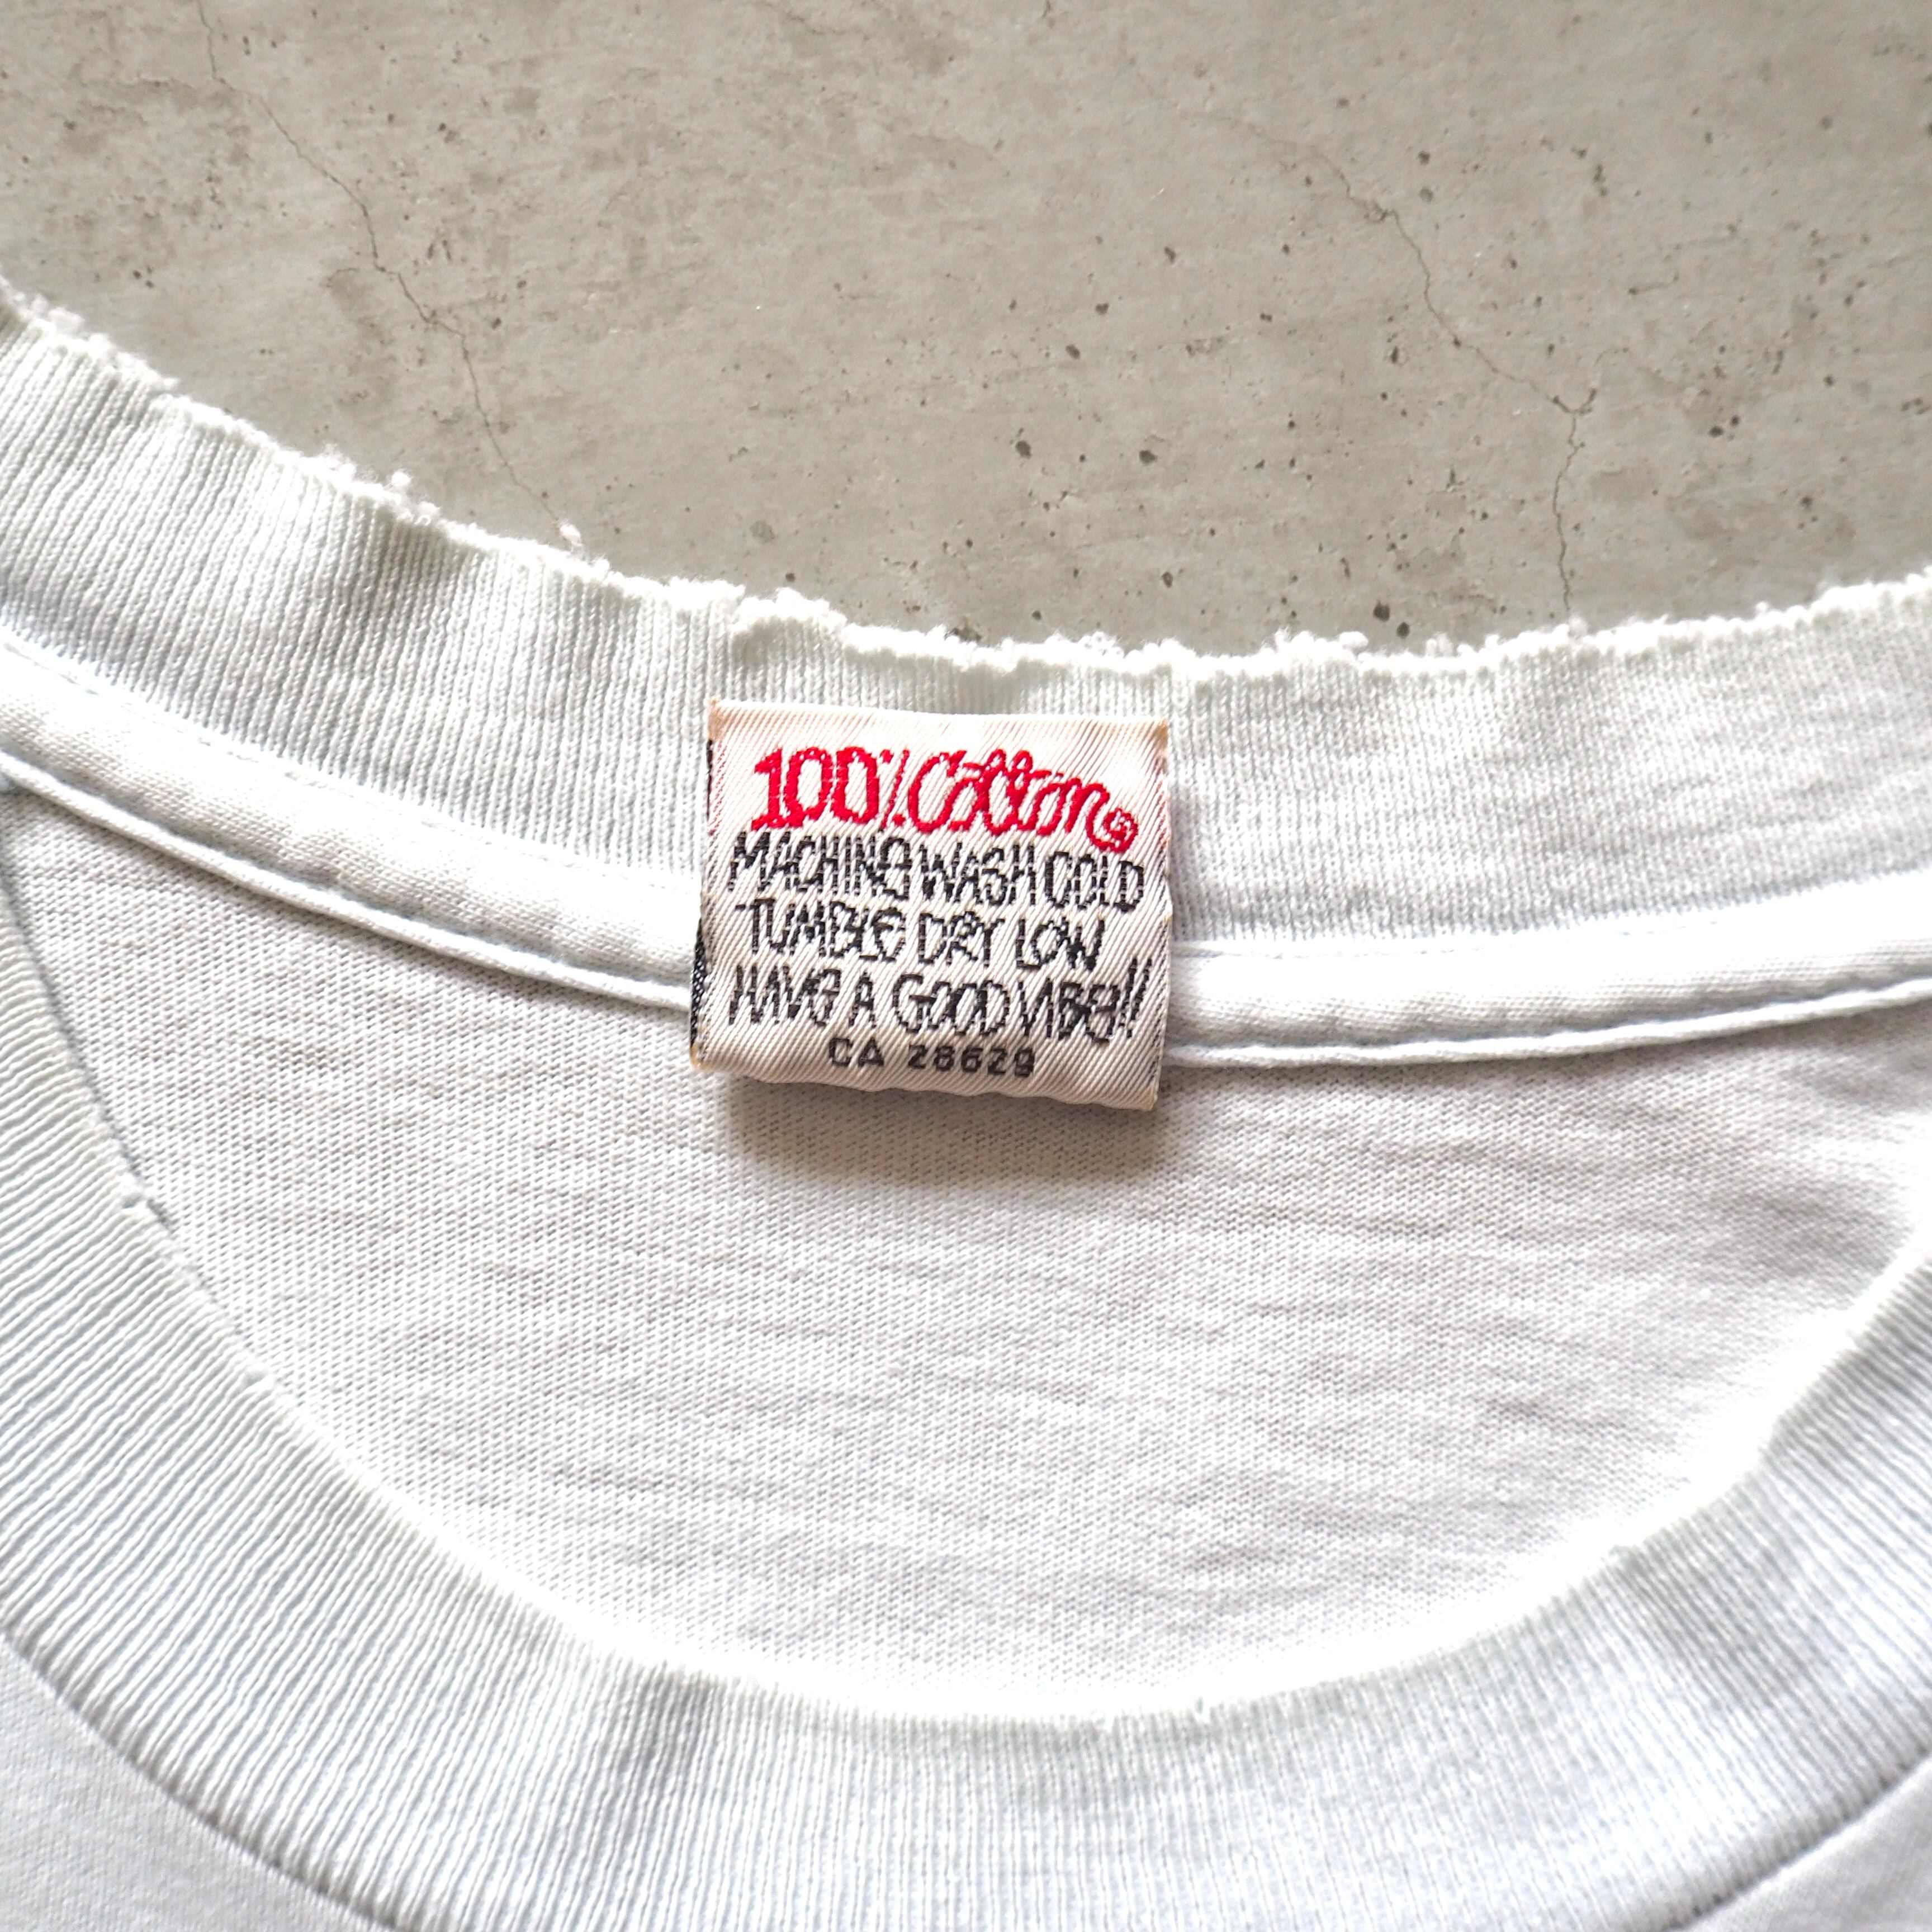 100% Cotton
MACHINE WASH COLD
TUMBLE DRY LOW
HAVE A GOOD VIBE!!
CA 28629